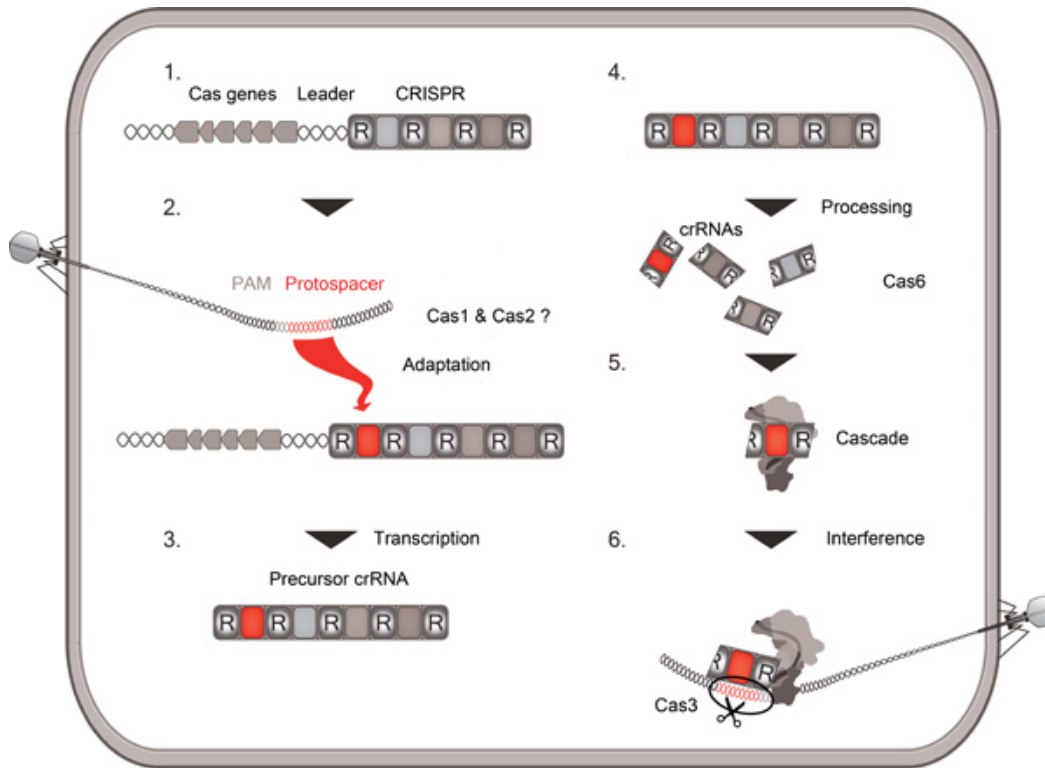 1.
Cas genes Leader CRISPR
R R R R
2.
PAM Protospacer
Cas1 & Cas2 ?
Adaptation
R R R R R
3.
Transcription
Precursor crRNA
R R R R R
4.
R R R R R
Processing
crRNAs
R R R R R R R R
Cas6
5.
R R
Cascade
6.
Interference
R R
Cas3